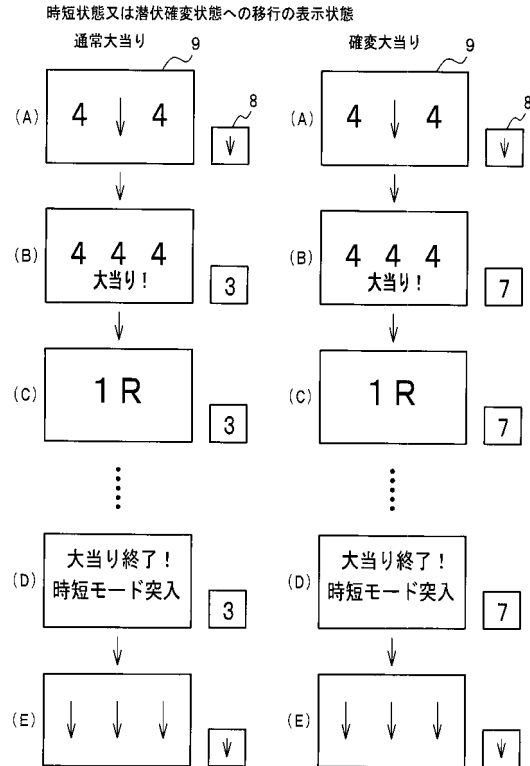 時短状態又は潜伏確変状態への移行の表示状態
通常大当り
9
(A)
4 ↓ 4
8
↓
↓
(B)
4 4 4
大当り!
3
↓
(C)
1R
3
(D)
大当り終了!
時短モード突入
3
↓
(E)
↓ ↓ ↓
↓
確変大当り
9
(A)
4 ↓ 4
8
↓
↓
(B)
4 4 4
大当り!
7
↓
(C)
1R
7
(D)
大当り終了!
時短モード突入
7
↓
(E)
↓ ↓ ↓
↓